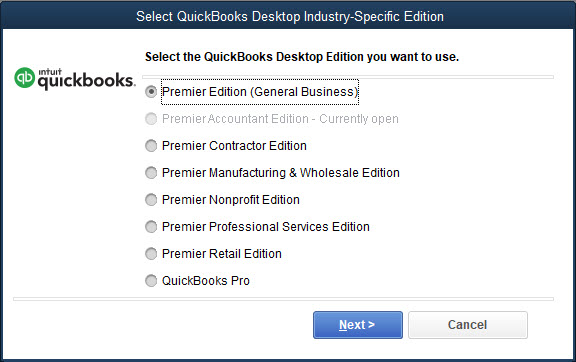 Select QuickBooks Desktop Industry-Specific Edition
Select the QuickBooks Desktop Edition you want to use.
intuit
qb quickbooks.
Premier Edition (General Business)
Premier Accountant Edition - Currently open
Premier Contractor Edition
Premier Manufacturing & Wholesale Edition
Premier Nonprofit Edition
Premier Professional Services Edition
Premier Retail Edition
QuickBooks Pro
Next >
Cancel